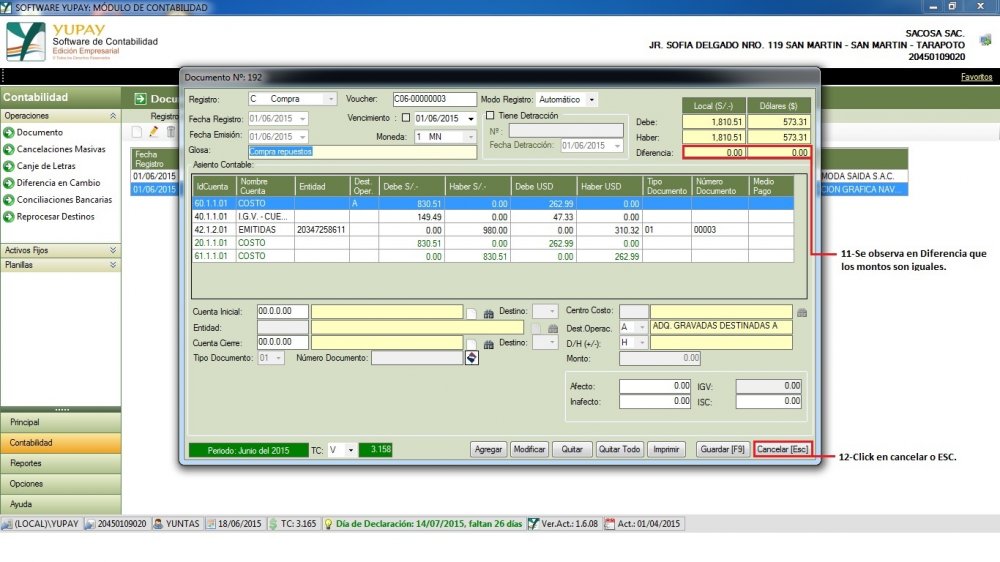 SOFTWARE YUPAY: MÓDULO DE CONTABILIDAD
YUPAY
Software de Contabilidad
Edición Empresarial
SACOSA SAC.
JR. SOFIA DELGADO NRO. 119 SAN MARTIN - SAN MARTIN - TARAPOTO
20450109020
Favoritos
Contabilidad
Operaciones
Documento
Cancelaciones Masivas
Canje de Letras
Diferencia en Cambio
Conciliaciones Bancarias
Reprocesar Destinos
Activos Fijos
Planillas
Principal
Contabilidad
Reportes
Opciones
Ayuda
Docu
Registro
Fecha
Registro
01/06/2015
01/06/2015
MODA SAIDA S.A.C.
CION GRAFICA NAV...
Documento Nº: 192
Registro: C Compra Voucher: C06-00000003 Modo Registro: Automático
Fecha Registro: 01/06/2015 Vencimiento : 01/06/2015
Fecha Emisión: 01/06/2015 Moneda: 1 MN
Glosa: Compra repuestos
Tiene Detracción
Nº :
Fecha Detracción: 01/06/2015
Local (S/.-) Dólares ($)
Debe: 1,810.51 573.31
Haber: 1,810.51 573.31
Diferencia: 0.00 0.00
Asiento Contable:
IdCuenta Nombre Cuenta Entidad Dest. Oper. Debe S/.- Haber S/.- Debe USD Haber USD Tipo Documento Número Documento Medio Pago
60.1.1.01 COSTO A 830.51 0.00 262.99 0.00
40.1.1.01 I.G.V. - CUE... 149.49 0.00 47.33 0.00
42.1.2.01 EMITIDAS 20347258611 0.00 980.00 0.00 310.32 01 00003
20.1.1.01 COSTO 830.51 0.00 262.99 0.00
61.1.1.01 COSTO 0.00 830.51 0.00 262.99
Cuenta Inicial: 00.0.0.00 Destino: Centro Costo:
Entidad: Dest.Operac. A ADQ. GRAVADAS DESTINADAS A
Cuenta Cierre: 00.0.0.00 Destino: D/H (+/-): H
Tipo Documento: 01 Número Documento: Monto: 0.00
Afecto: 0.00 IGV: 0.00
Inafecto: 0.00 ISC: 0.00
Periodo: Junio del 2015 TC: V 3.158 Agregar Modificar Quitar Quitar Todo Imprimir Guardar [F9] Cancelar [Esc]
11-Se observa en Diferencia que
los montos son iguales.
12-Click en cancelar o ESC.
(LOCAL)\YUPAY 20450109020 YUNTAS 18/06/2015 TC: 3.165 Día de Declaración: 14/07/2015, faltan 26 días Ver.Act.: 1.6.08 Act.: 01/04/2015